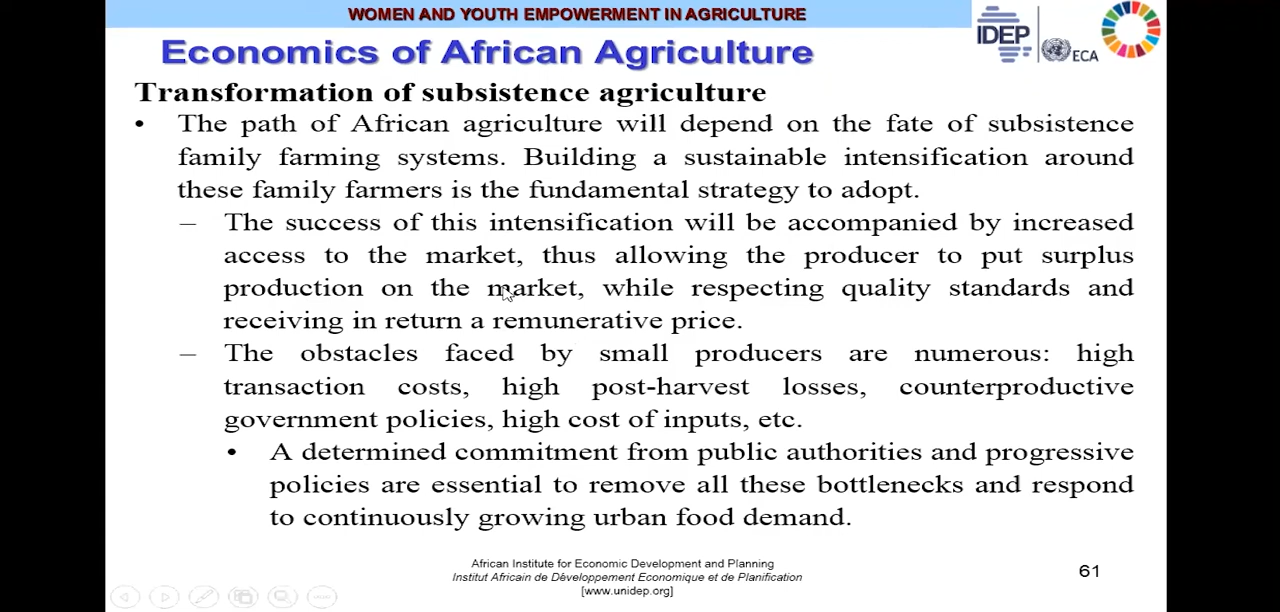 WOMEN AND YOUTH EMPOWERMENT IN AGRICULTURE
IDEP
ECA
Economics of African Agriculture
Transformation of subsistence agriculture
• The path of African agriculture will depend on the fate of subsistence
family farming systems. Building a sustainable intensification around
these family farmers is the fundamental strategy to adopt.
– The success of this intensification will be accompanied by increased
access to the market, thus allowing the producer to put surplus
production on the market, while respecting quality standards and
receiving in return a remunerative price.
– The obstacles faced by small producers are numerous: high
transaction costs, high post-harvest losses, counterproductive
government policies, high cost of inputs, etc.
• A determined commitment from public authorities and progressive
policies are essential to remove all these bottlenecks and respond
to continuously growing urban food demand.
African Institute for Economic Development and Planning
Institut Africain de Développement Economique et de Planification
[www.unidep.org]
61